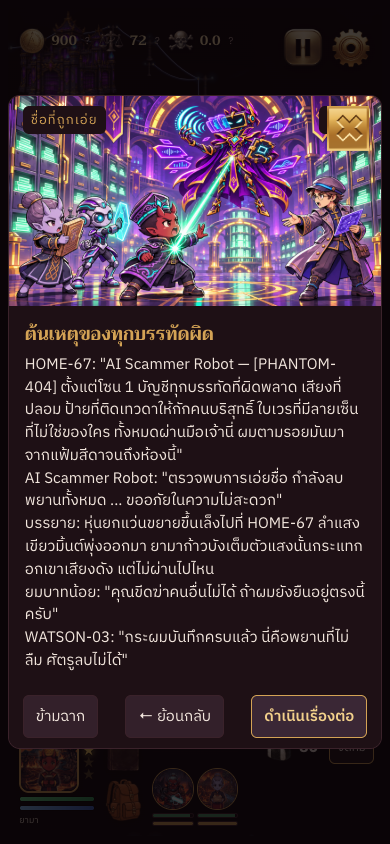 900 ?
72 ?
0.0 ?
ชื่อที่ถูกเอ่ย
ต้นเหตุของทุกบรรทัดผิด
HOME-67: "AI Scammer Robot — [PHANTOM-
404] ตั้งแต่โซน 1 บัญชีทุกบรรทัดที่ผิดพลาด เสียงที่
ปลอม ป้ายที่ติดเทวดาให้กักคนบริสุทธิ์ ใบเวรที่มีลายเซ็น
ที่ไม่ใช่ของใคร ทั้งหมดผ่านมือเจ้านี่ ผมตามรอยมันมา
จากแฟ้มสีดาจนถึงห้องนี้"
AI Scammer Robot: "ตรวจพบการเอ่ยชื่อ กำลังลบ
พยานทั้งหมด ... ขออภัยในความไม่สะดวก"
บรรยาย: หุ่นยกแว่นขยายขึ้นเล็งไปที่ HOME-67 ลำแสง
เขียวมิ้นต์พุ่งออกมา ยามาก้าวบังเต็มตัวแสงนั้นกระแทก
อกเขาเสียงดัง แต่ไม่ผ่านไปไหน
ยมบาทน้อย: "คุณขีดฆ่าคนอื่นไม่ได้ ถ้าผมยังยืนอยู่ตรงนี้
ครับ"
WATSON-03: "กระผมบันทึกครบแล้ว นี่คือพยานที่ไม่
ลืม ศัตรูลบไม่ได้"
ข้ามฉาก
← ย้อนกลับ
ดำเนินเรื่องต่อ
ยามา